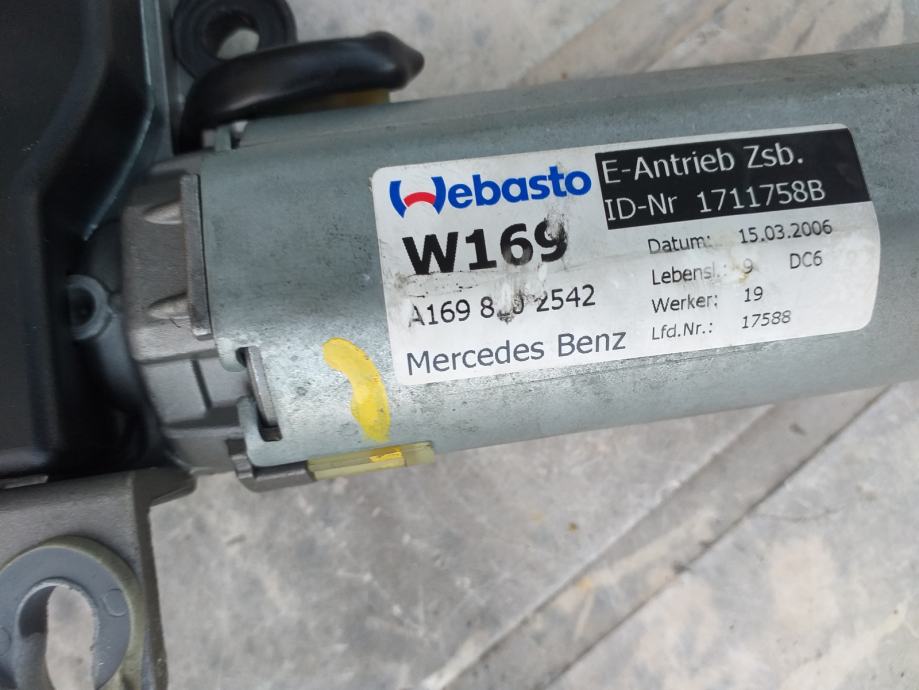 Webasto
E-Antrieb Zsb.
ID-Nr 1711758B
W169
A169 2542
Mercedes Benz
Datum: 15.03.2006
Lebensl.: 9 DC6
Werker: 19
Lfd.Nr.: 17588